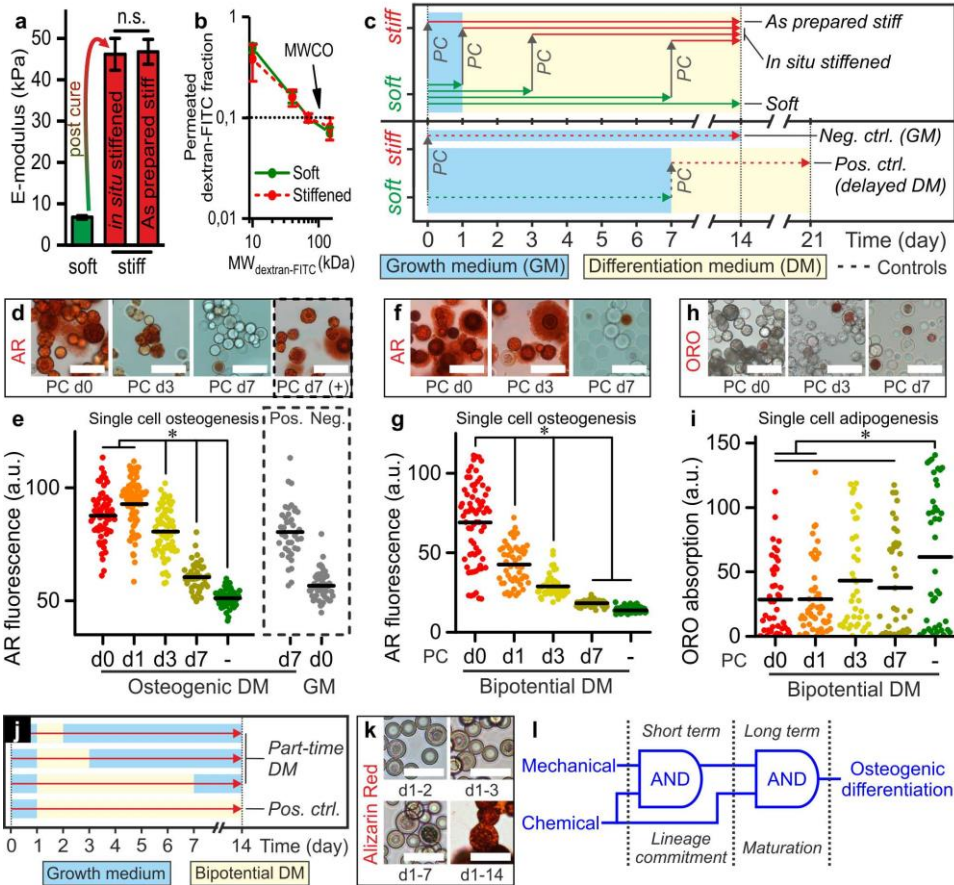 a
n.s.
E-modulus (kPa)
50
40
30
20
10
0
post cure
in situ stiffened
As prepared stiff
soft
stiff
b
Permeated
dextran-FITC fraction
1
0,1
0,01
MWCO
Soft
Stiffened
10
100
MWdextran-FITC (kDa)
c
stiff
soft
stiff
soft
PC
PC
PC
PC
PC
PC
As prepared stiff
In situ stiffened
Soft
Neg. ctrl. (GM)
Pos. ctrl.
(delayed DM)
0 1 2 3 4 5 6 7 14 21 Time (day)
Growth medium (GM)
Differentiation medium (DM)
Controls
d
AR
PC d0
PC d3
PC d7
PC d7 (+)
e
Single cell osteogenesis
Pos. Neg.
*
AR fluorescence (a.u.)
100
50
d0 d1 d3 d7 - d7 d0
Osteogenic DM
GM
f
AR
PC d0
PC d3
PC d7
g
Single cell osteogenesis
*
AR fluorescence (a.u.)
100
50
0
PC d0 d1 d3 d7 -
Bipotential DM
h
ORO
PC d0
PC d3
PC d7
i
Single cell adipogenesis
*
ORO absorption (a.u.)
150
100
50
0
PC d0 d1 d3 d7 -
Bipotential DM
j
Part-time
DM
Pos. ctrl.
0 1 2 3 7 14 Time (day)
Growth medium
Bipotential DM
k
Alizarin Red
d1-2
d1-3
d1-7
d1-14
l
Short term
Long term
Mechanical
AND
AND
Osteogenic
differentiation
Chemical
Lineage
commitment
Maturation